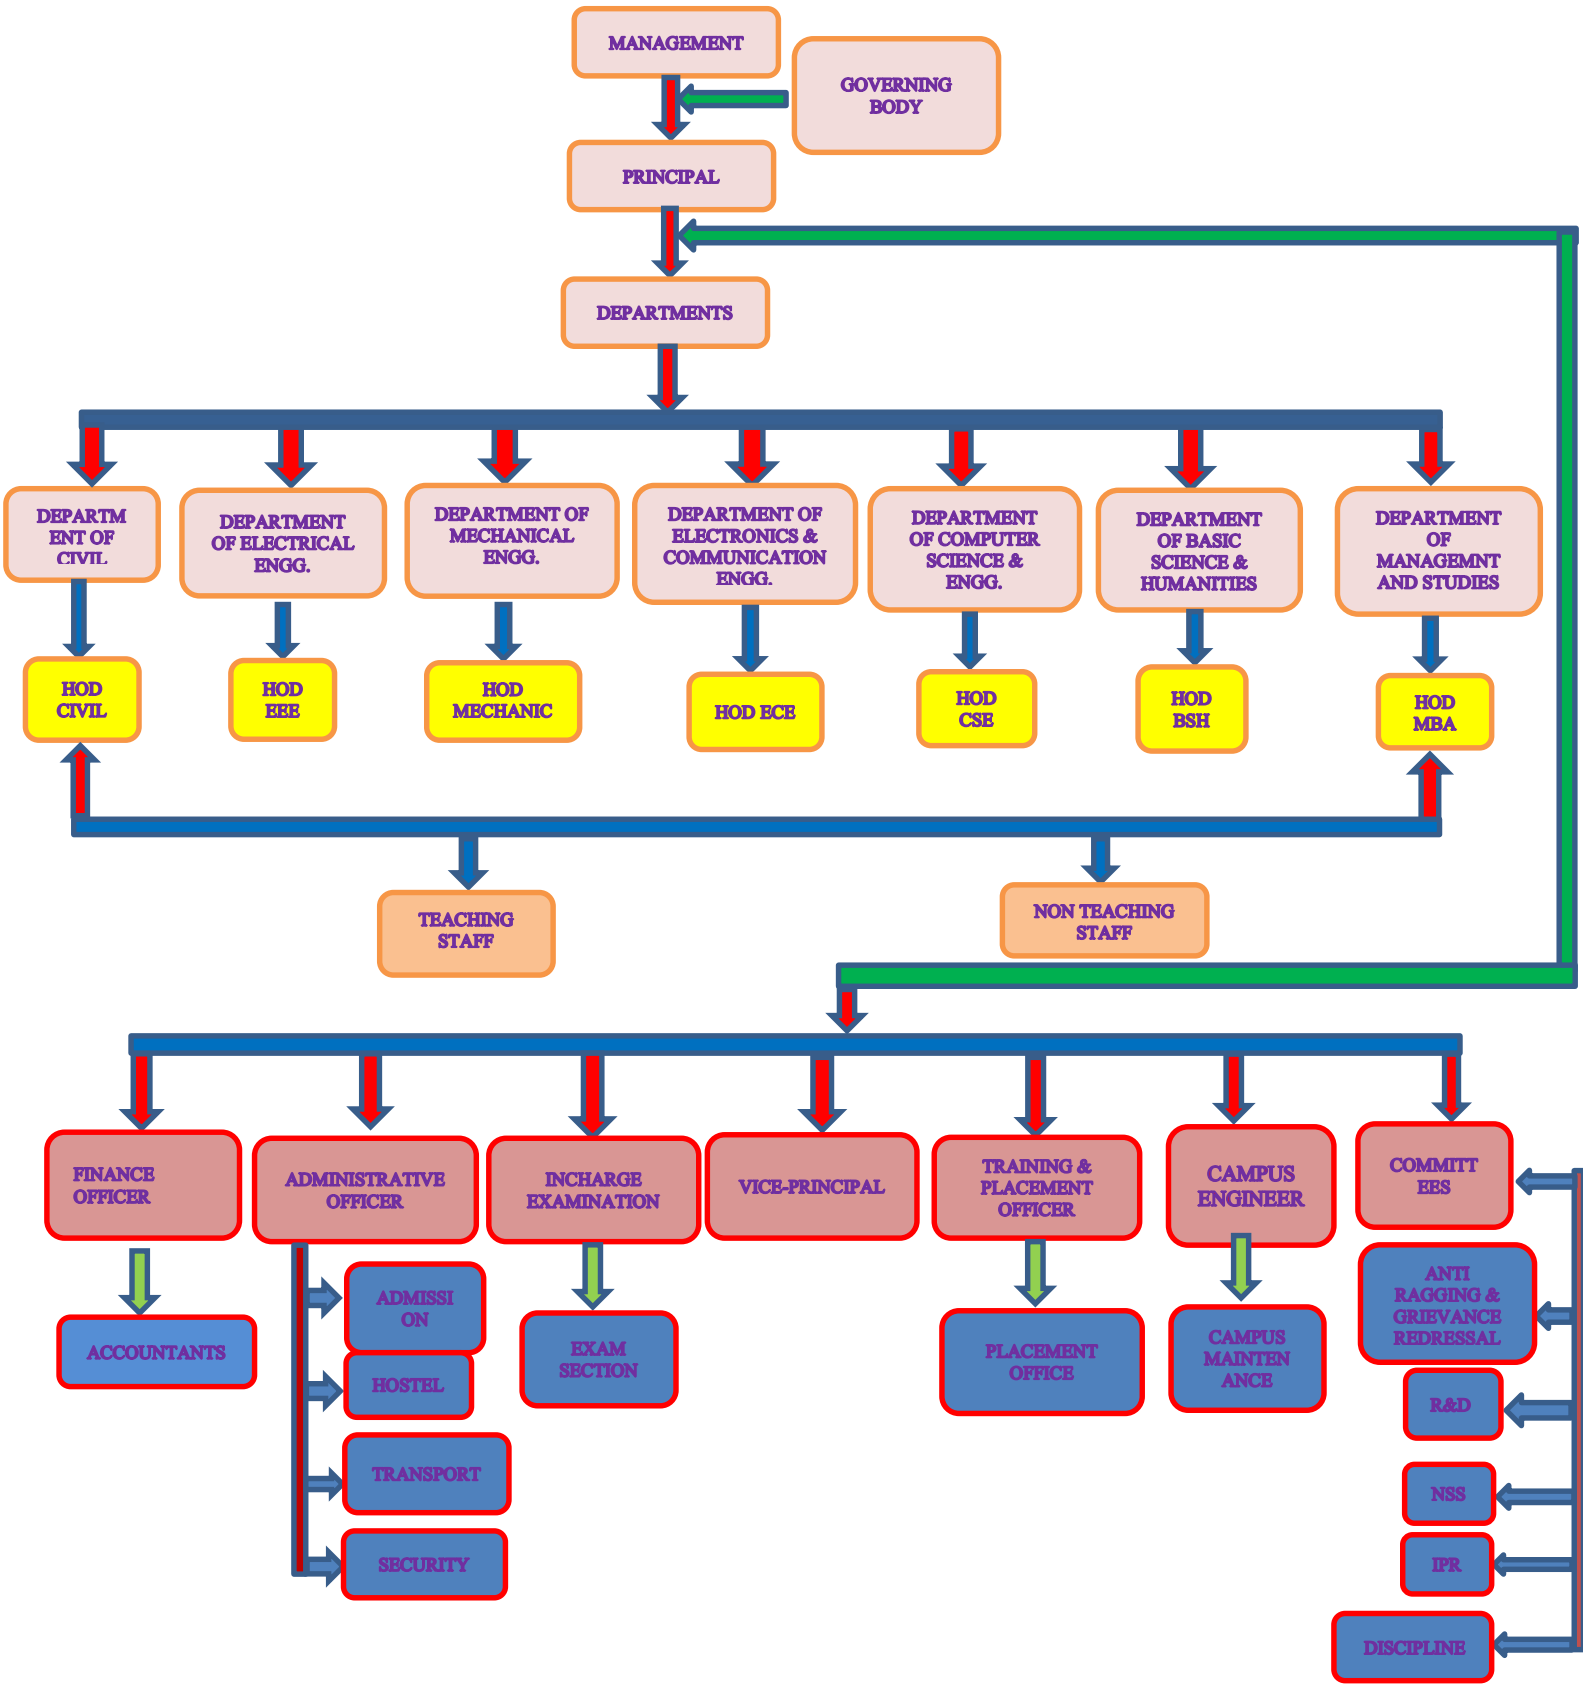 MANAGEMENT
GOVERNING
BODY
PRINCIPAL
DEPARTMENTS
DEPARTM
ENT OF
CIVIL
DEPARTMENT
OF ELECTRICAL
ENGG.
DEPARTMENT OF
MECHANICAL
ENGG.
DEPARTMENT OF
ELECTRONICS &
COMMUNICATION
ENGG.
DEPARTMENT
OF COMPUTER
SCIENCE &
ENGG.
DEPARTMENT
OF BASIC
SCIENCE &
HUMANITIES
DEPARTMENT
OF
MANAGEMNT
AND STUDIES
HOD
CIVIL
HOD
EEE
HOD
MECHANIC
HOD ECE
HOD
CSE
HOD
BSH
HOD
MBA
TEACHING
STAFF
NON TEACHING
STAFF
FINANCE
OFFICER
ADMINISTRATIVE
OFFICER
INCHARGE
EXAMINATION
VICE-PRINCIPAL
TRAINING &
PLACEMENT
OFFICER
CAMPUS
ENGINEER
COMMITT
EES
ACCOUNTANTS
ADMISSI
ON
HOSTEL
TRANSPORT
SECURITY
EXAM
SECTION
PLACEMENT
OFFICE
CAMPUS
MAINTEN
ANCE
ANTI
RAGGING &
GRIEVANCE
REDRESSAL
R&D
NSS
IPR
DISCIPLINE